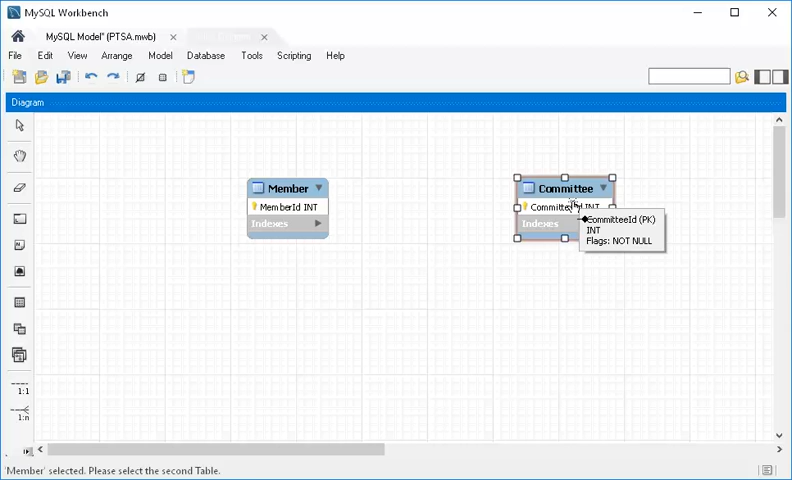 MySQL Workbench
MySQL Model* (PTSA.mwb)
File Edit View Arrange Model Database Tools Scripting Help
Diagram
Member
MemberId INT
Indexes
Committee
INT
Indexes
CommitteeId (PK)
INT
Flags: NOT NULL
1:1
1:n
'Member' selected. Please select the second Table.